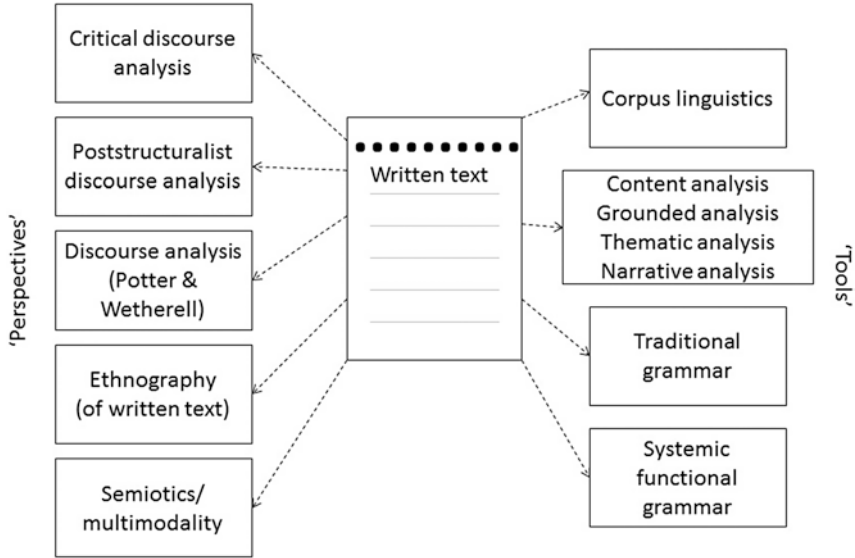 'Perspectives'
Critical discourse
analysis
Poststructuralist
discourse analysis
Discourse analysis
(Potter &
Wetherell)
Ethnography
(of written text)
Semiotics/
multimodality
Written text
Corpus linguistics
Content analysis
Grounded analysis
Thematic analysis
Narrative analysis
Traditional
grammar
Systemic
functional
grammar
'Tools'